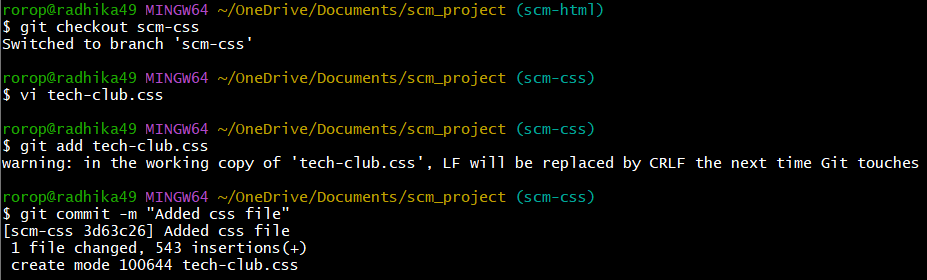 rorop@radhika49 MINGW64 ~/OneDrive/Documents/scm_project (scm-html)
$ git checkout scm-css
Switched to branch 'scm-css'
rorop@radhika49 MINGW64 ~/OneDrive/Documents/scm_project (scm-css)
$ vi tech-club.css
rorop@radhika49 MINGW64 ~/OneDrive/Documents/scm_project (scm-css)
$ git add tech-club.css
warning: in the working copy of 'tech-club.css', LF will be replaced by CRLF the next time Git touches
rorop@radhika49 MINGW64 ~/OneDrive/Documents/scm_project (scm-css)
$ git commit -m "Added css file"
[scm-css 3d63c26] Added css file
 1 file changed, 543 insertions(+)
 create mode 100644 tech-club.css